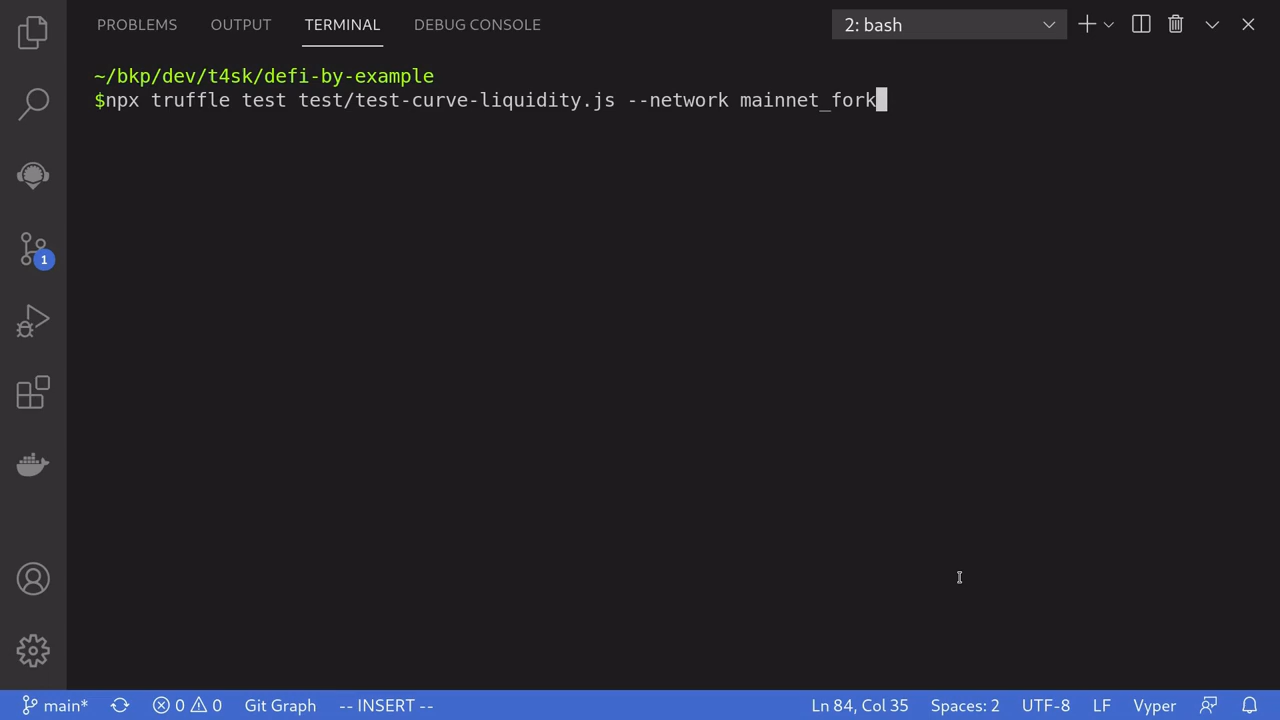 PROBLEMS OUTPUT TERMINAL DEBUG CONSOLE 2: bash
~/bkp/dev/t4sk/defi-by-example
$npx truffle test test/test-curve-liquidity.js --network mainnet_fork
1
main* 0 0 Git Graph -- INSERT -- Ln 84, Col 35 Spaces: 2 UTF-8 LF Vyper